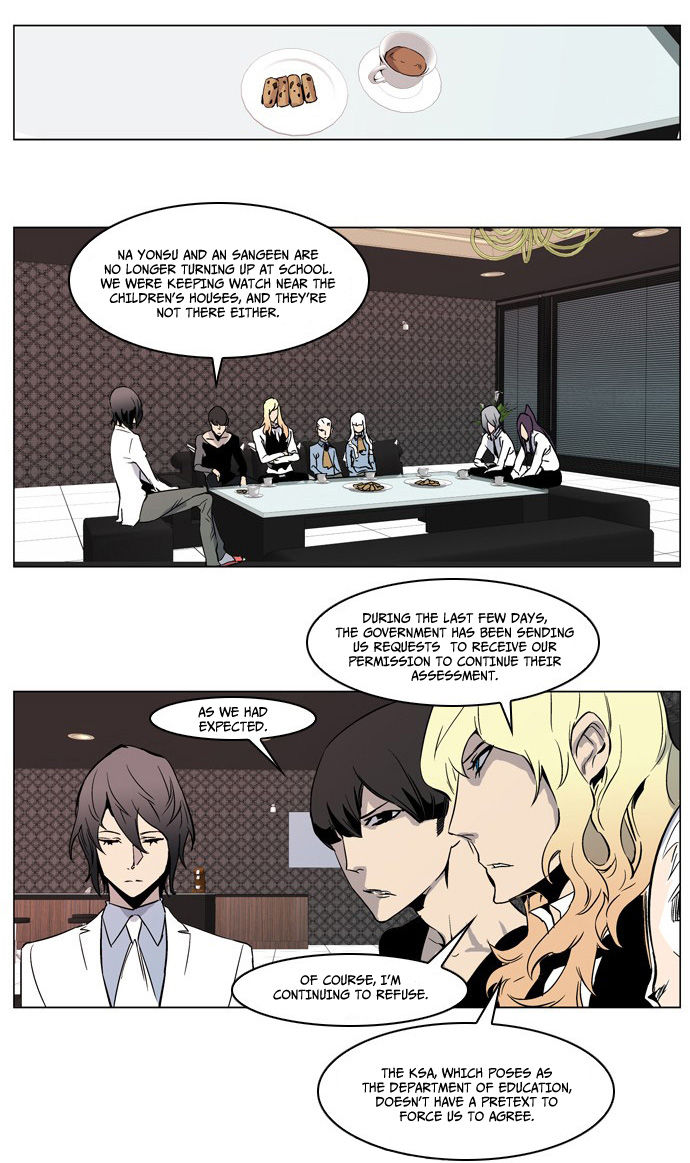 NA YONSU AND AN SANGEEN ARE
NO LONGER TURNING UP AT SCHOOL.
WE WERE KEEPING WATCH NEAR THE
CHILDREN'S HOUSES, AND THEY'RE
NOT THERE EITHER.
DURING THE LAST FEW DAYS,
THE GOVERNMENT HAS BEEN SENDING
US REQUESTS TO RECEIVE OUR
PERMISSION TO CONTINUE THEIR
ASSESSMENT.
AS WE HAD
EXPECTED.
OF COURSE, I'M
CONTINUING TO REFUSE.
THE KSA, WHICH POSES AS
THE DEPARTMENT OF EDUCATION,
DOESN'T HAVE A PRETEXT TO
FORCE US TO AGREE.